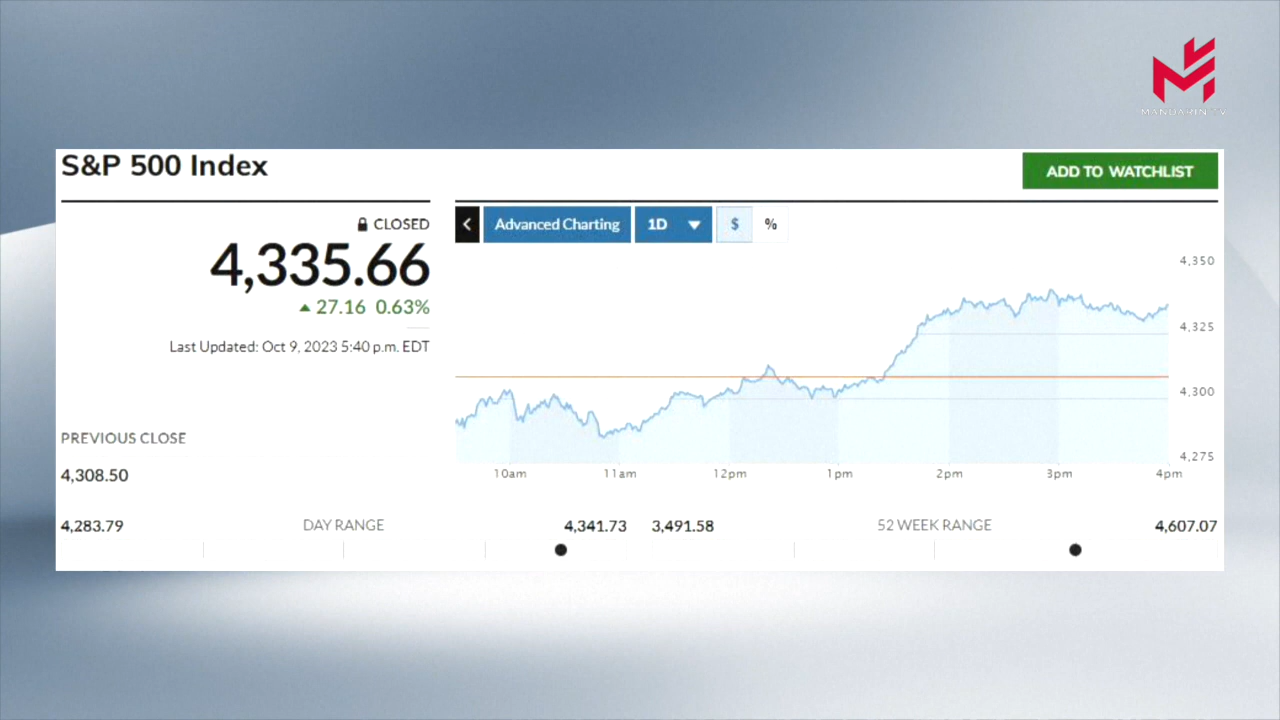 MANDARIN TV
S&P 500 Index
ADD TO WATCHLIST
CLOSED
4,335.66
27.16 0.63%
Last Updated: Oct 9, 2023 5:40 p.m. EDT
PREVIOUS CLOSE
4,308.50
Advanced Charting 1D $ %
4,350
4,325
4,300
4,275
10am 11am 12pm 1pm 2pm 3pm 4pm
4,283.79 DAY RANGE 4,341.73
3,491.58 52 WEEK RANGE 4,607.07